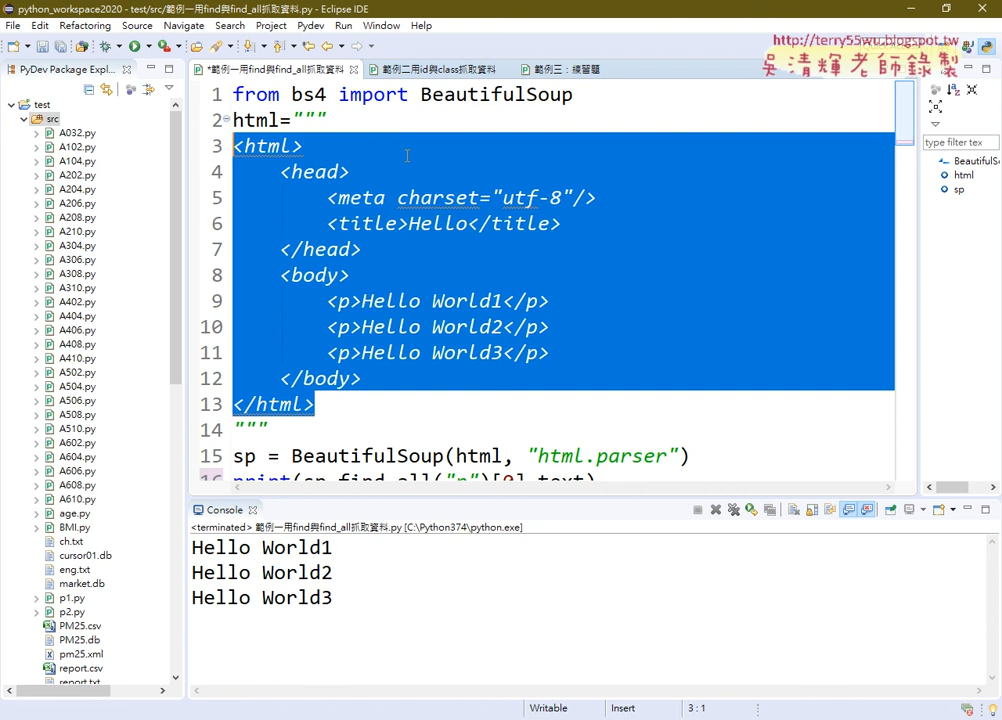 python_workspace2020 - test/src/範例一用find與find_all抓取資料.py - Eclipse IDE
File Edit Refactoring Source Navigate Search Project Pydev Run Window Help
http://terry55wu.blogspot.tw
吳清輝老師錄製
PyDev Package Expl...
*範例一用find與find_all抓取資料
範例二用id與class抓取資料
範例三：練習題
test
src
A032.py
A102.py
A104.py
A202.py
A204.py
A206.py
A208.py
A210.py
A304.py
A306.py
A308.py
A310.py
A402.py
A404.py
A406.py
A408.py
A410.py
A502.py
A504.py
A506.py
A508.py
A510.py
A602.py
A604.py
A606.py
A608.py
A610.py
age.py
BMI.py
ch.txt
cursor01.db
eng.txt
market.db
p1.py
p2.py
PM25.csv
PM25.db
pm25.xml
report.csv
report.txt
1 from bs4 import BeautifulSoup
2 html="""
3 <html>
4 <head>
5 <meta charset="utf-8"/>
6 <title>Hello</title>
7 </head>
8 <body>
9 <p>Hello World1</p>
10 <p>Hello World2</p>
11 <p>Hello World3</p>
12 </body>
13 </html>
14 """
15 sp = BeautifulSoup(html, "html.parser")
16 print(sp.find_all("p")[0].text)
type filter tex
BeautifulS
html
sp
Console
<terminated> 範例一用find與find_all抓取資料.py [C:\Python374\python.exe]
Hello World1
Hello World2
Hello World3
Writable Insert 3 : 1